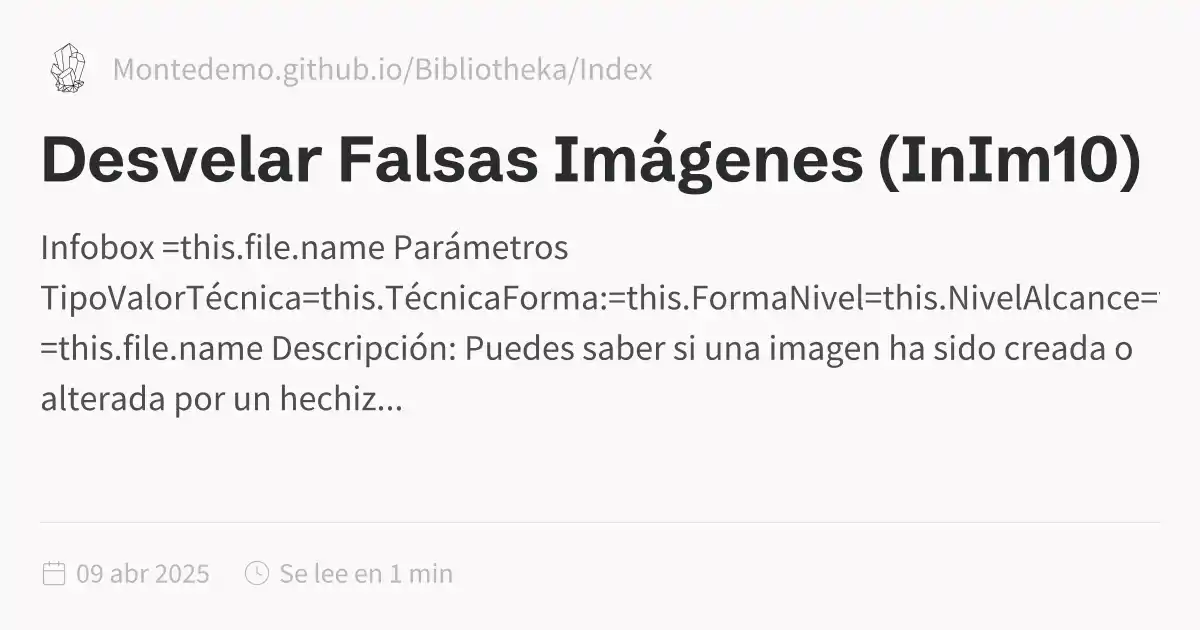 Montedemo.github.io/Bibliotheka/Index
Desvelar Falsas Imágenes (InIm10)
Infobox =this.file.name Parámetros
TipoValorTécnica=this.TécnicaForma:=this.FormaNivel=this.NivelAlcance=
=this.file.name Descripción: Puedes saber si una imagen ha sido creada o
alterada por un hechiz...
09 abr 2025 Se lee en 1 min